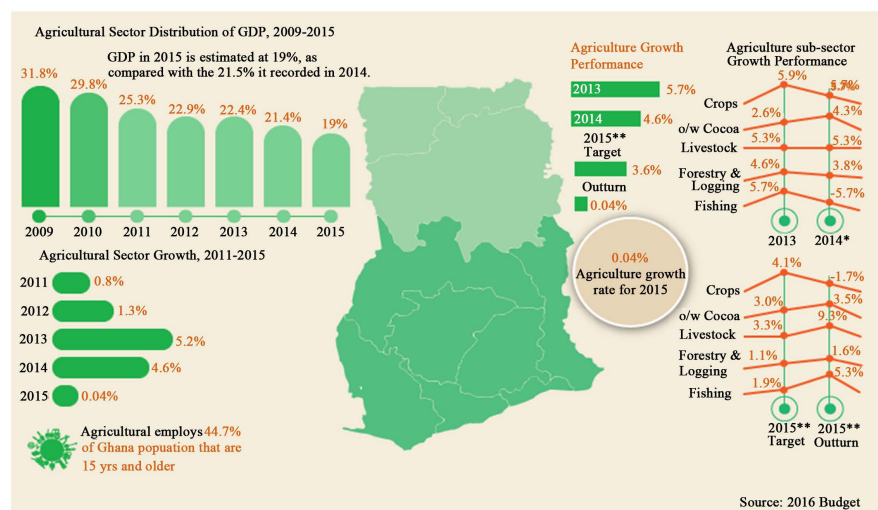 Agricultural Sector Distribution of GDP, 2009-2015
GDP in 2015 is estimated at 19%, as
compared with the 21.5% it recorded in 2014.
31.8%
29.8%
25.3%
22.9%
22.4%
21.4%
19%
2009
2010
2011
2012
2013
2014
2015
Agricultural Sector Growth, 2011-2015
2011 0.8%
2012 1.3%
2013 5.2%
2014 4.6%
2015 0.04%
Agricultural employs 44.7%
of Ghana popuation that are
15 yrs and older
Agriculture Growth
Performance
2013 5.7%
2014 4.6%
2015**
Target
3.6%
Outturn
0.04%
0.04%
Agriculture growth
rate for 2015
Agriculture sub-sector
Growth Performance
Crops 5.9% 5.7%
o/w Cocoa 2.6% 4.3%
Livestock 5.3% 5.3%
Forestry &
Logging 4.6% 3.8%
Fishing 5.7% -5.7%
2013
2014*
Crops 4.1% -1.7%
o/w Cocoa 3.0% 3.5%
Livestock 3.3% 9.3%
Forestry &
Logging 1.1% 1.6%
Fishing 1.9% 5.3%
2015**
Target
2015**
Outturn
Source: 2016 Budget